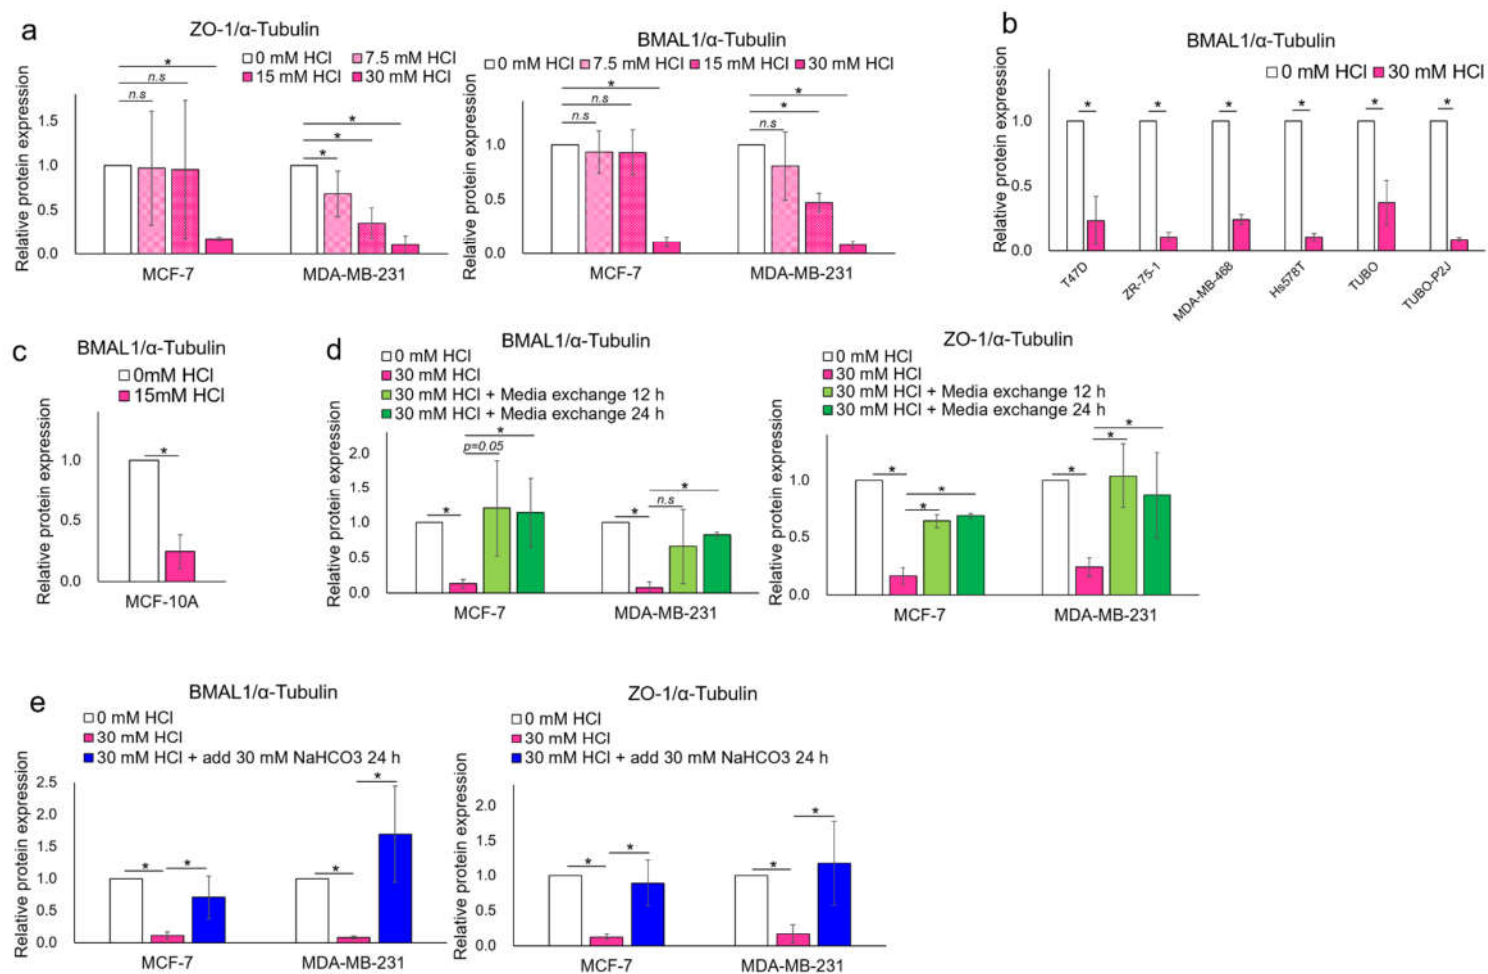 a
ZO-1/α-Tubulin
0 mM HCl 7.5 mM HCl
15 mM HCl 30 mM HCl
Relative protein expression
1.5
1.0
0.5
0.0
n.s
n.s
*
*
*
*
MCF-7 MDA-MB-231
BMAL1/α-Tubulin
0 mM HCl 7.5 mM HCl 15 mM HCl 30 mM HCl
Relative protein expression
1.0
0.5
0.0
n.s
n.s
*
n.s
*
*
MCF-7 MDA-MB-231
b
BMAL1/α-Tubulin
0 mM HCl 30 mM HCl
Relative protein expression
1.0
0.5
0.0
* * * * * *
T47D ZR-75-1 MDA-MB-468 Hs578T TUBO TUBO-P2J
c
BMAL1/α-Tubulin
0mM HCl
15mM HCl
Relative protein expression
1.0
0.5
0.0
*
MCF-10A
d
BMAL1/α-Tubulin
0 mM HCl
30 mM HCl
30 mM HCl + Media exchange 12 h
30 mM HCl + Media exchange 24 h
Relative protein expression
2.0
1.5
1.0
0.5
0.0
*
p=0.05
*
*
n.s
*
MCF-7 MDA-MB-231
ZO-1/α-Tubulin
0 mM HCl
30 mM HCl
30 mM HCl + Media exchange 12 h
30 mM HCl + Media exchange 24 h
Relative protein expression
1.0
0.5
0.0
*
*
*
*
*
*
MCF-7 MDA-MB-231
e
BMAL1/α-Tubulin
0 mM HCl
30 mM HCl
30 mM HCl + add 30 mM NaHCO3 24 h
Relative protein expression
2.5
2.0
1.5
1.0
0.5
0.0
* * * *
MCF-7 MDA-MB-231
ZO-1/α-Tubulin
0 mM HCl
30 mM HCl
30 mM HCl + add 30 mM NaHCO3 24 h
Relative protein expression
2.0
1.5
1.0
0.5
0.0
* * * *
MCF-7 MDA-MB-231